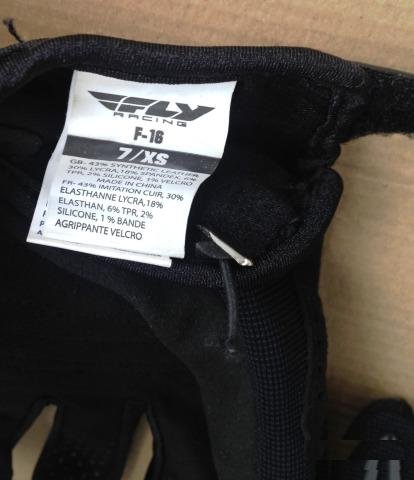 FLY
RACING
F-16
7/XS
GB- 43% SYNTHETIC LEATHER
30% LYCRA, 18% SPANDEX, 6%
TPR, 2% SILICONE, 1% VELCRO
MADE IN CHINA
FR- 43% IMITATION CUIR, 30%
ELASTHANNE LYCRA,18%
ELASTHAN, 6% TPR, 2%
SILICONE, 1 % BANDE
AGRIPPANTE VELCRO